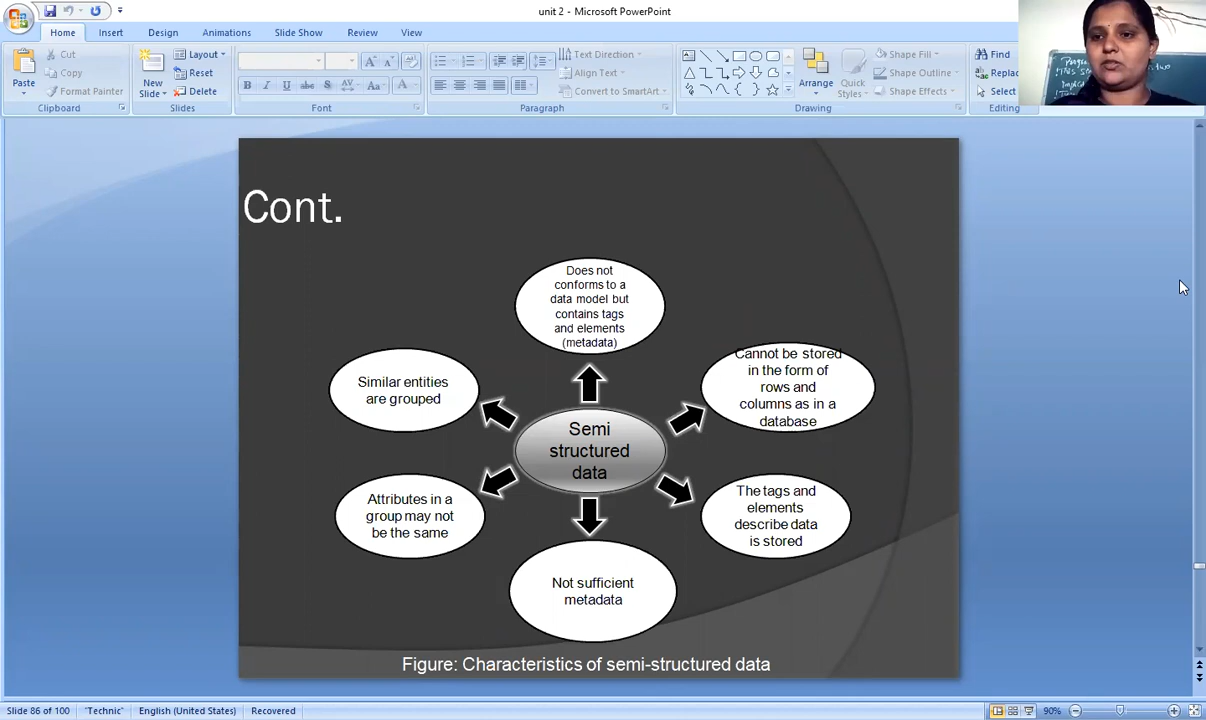 unit 2 - Microsoft PowerPoint
Home Insert Design Animations Slide Show Review View
Paste
Cut
Copy
Format Painter
Clipboard
New
Slide
Layout
Reset
Delete
Slides
B I U abc S AV Aa A
Font
Text Direction
Align Text
Convert to SmartArt
Paragraph
Arrange
Quick
Styles
Shape Fill
Shape Outline
Shape Effects
Drawing
Find
Replac
Select
Editing
Cont.
Does not
conforms to a
data model but
contains tags
and elements
(metadata)
Cannot be stored
in the form of
rows and
columns as in a
database
Similar entities
are grouped
Semi
structured
data
Attributes in a
group may not
be the same
The tags and
elements
describe data
is stored
Not sufficient
metadata
Figure: Characteristics of semi-structured data
Slide 86 of 100 "Technic" English (United States) Recovered 90%